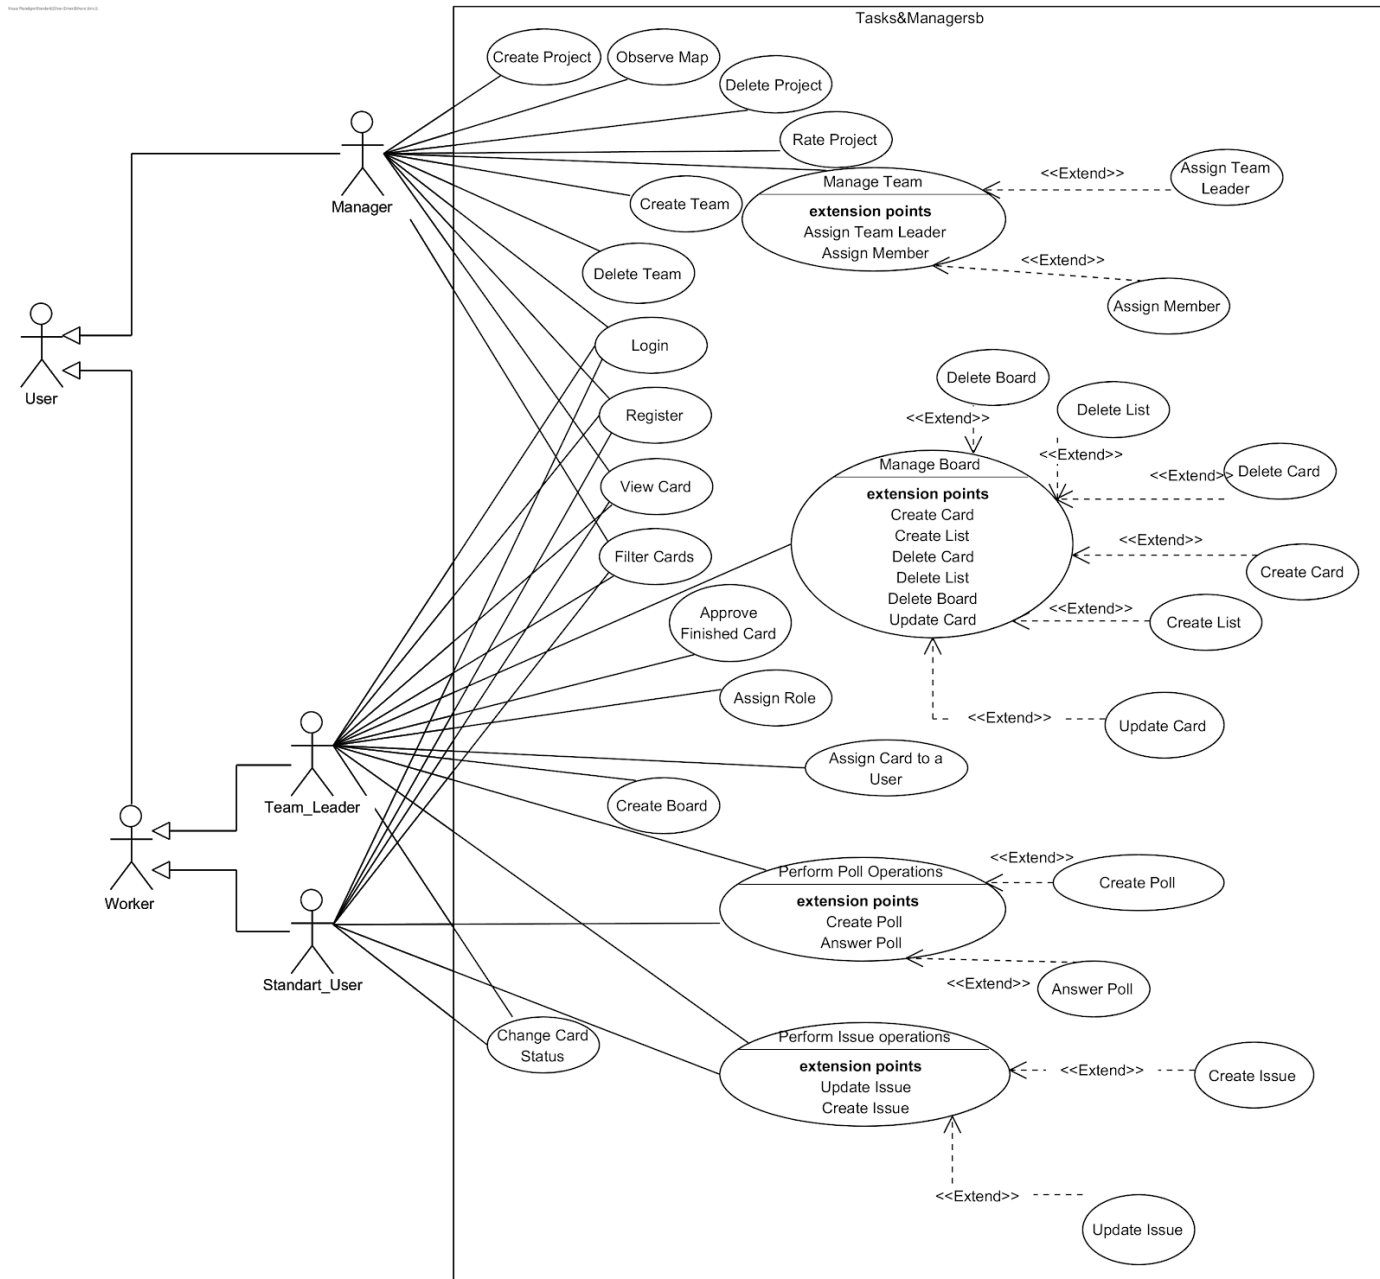 Tasks&Managersb
Create Project
Observe Map
Delete Project
Rate Project
Manager
Manage Team
extension points
Assign Team Leader
Assign Member
<<Extend>>
Assign Team
Leader
Create Team
<<Extend>>
Delete Team
Assign Member
User
Login
Delete Board
Register
<<Extend>>
Delete List
<<Extend>>
View Card
Manage Board
extension points
Create Card
Create List
Delete Card
Delete List
Delete Board
Update Card
<<Extend>>
Delete Card
<<Extend>>
Create Card
Filter Cards
<<Extend>>
Create List
Approve
Finished Card
Assign Role
<<Extend>>
Update Card
Team_Leader
Assign Card to a
User
Create Board
Worker
Perform Poll Operations
extension points
Create Poll
Answer Poll
<<Extend>>
Create Poll
<<Extend>>
Answer Poll
Standart_User
Change Card
Status
Perform Issue operations
extension points
Update Issue
Create Issue
<<Extend>>
Create Issue
<<Extend>>
Update Issue